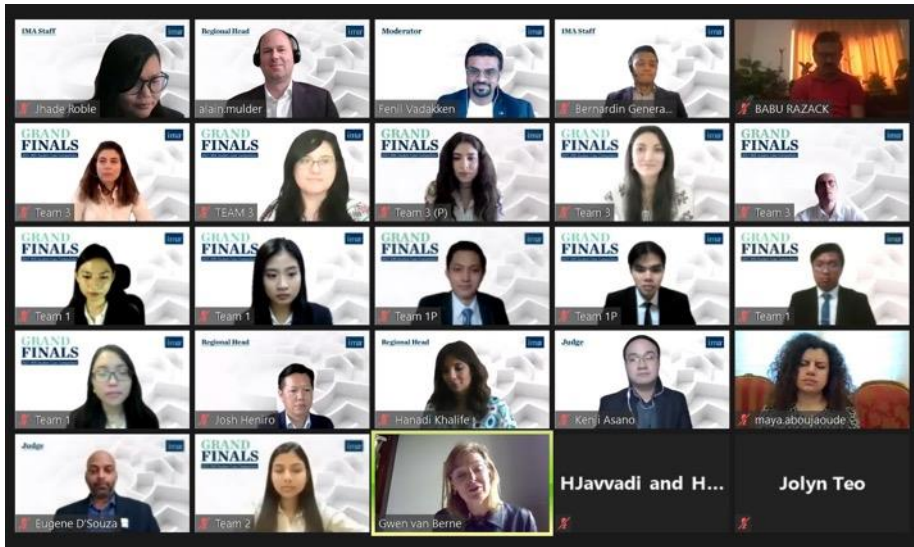 IMA Staff
ima
Jhade Roble
Regional Head
ima
alain.mulder
Moderator
ima
Fenil Vadakken
IMA Staff
ima
Bernardin Genera...
BABU RAZACK
GRAND
FINALS
ima
Team 3
GRAND
FINALS
ima
TEAM 3
GRAND
FINALS
ima
Team 3 (P)
GRAND
FINALS
ima
Team 3
GRAND
FINALS
ima
Team 3
GRAND
FINALS
ima
Team 1
GRAND
FINALS
ima
Team 1
GRAND
FINALS
ima
Team 1P
GRAND
FINALS
ima
Team 1P
GRAND
FINALS
ima
Team 1
GRAND
FINALS
ima
Team 1
Regional Head
ima
Josh Heniro
Regional Head
ima
Hanadi Khalife
Judge
ima
Kenji Asano
maya.aboujaoude
Judge
ima
Eugene D'Souza
GRAND
FINALS
ima
Team 2
Gwen van Berne
HJavvadi and H...
Jolyn Teo